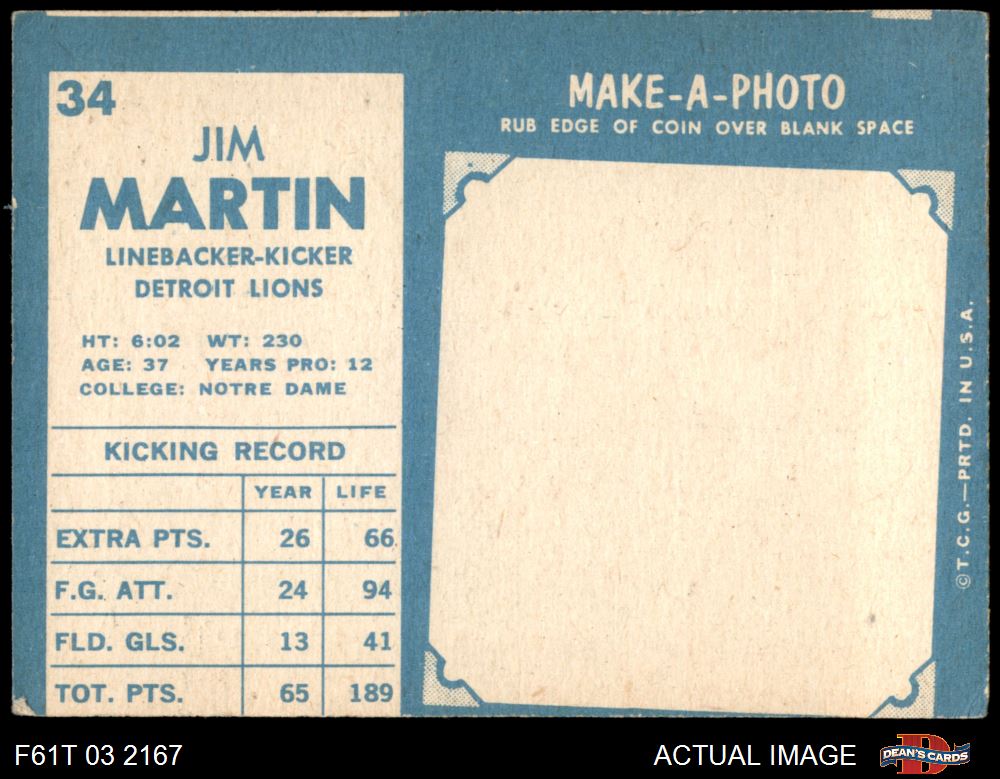 34
JIM
MARTIN
LINEBACKER-KICKER
DETROIT LIONS
HT: 6:02 WT: 230
AGE: 37 YEARS PRO: 12
COLLEGE: NOTRE DAME
KICKING RECORD
YEAR LIFE
EXTRA PTS. 26 66
F.G. ATT. 24 94
FLD. GLS. 13 41
TOT. PTS. 65 189
MAKE-A-PHOTO
RUB EDGE OF COIN OVER BLANK SPACE
©T.C.G.—PRTD. IN U.S.A.
F61T 03 2167
ACTUAL IMAGE
D
DEAN'S CARDS